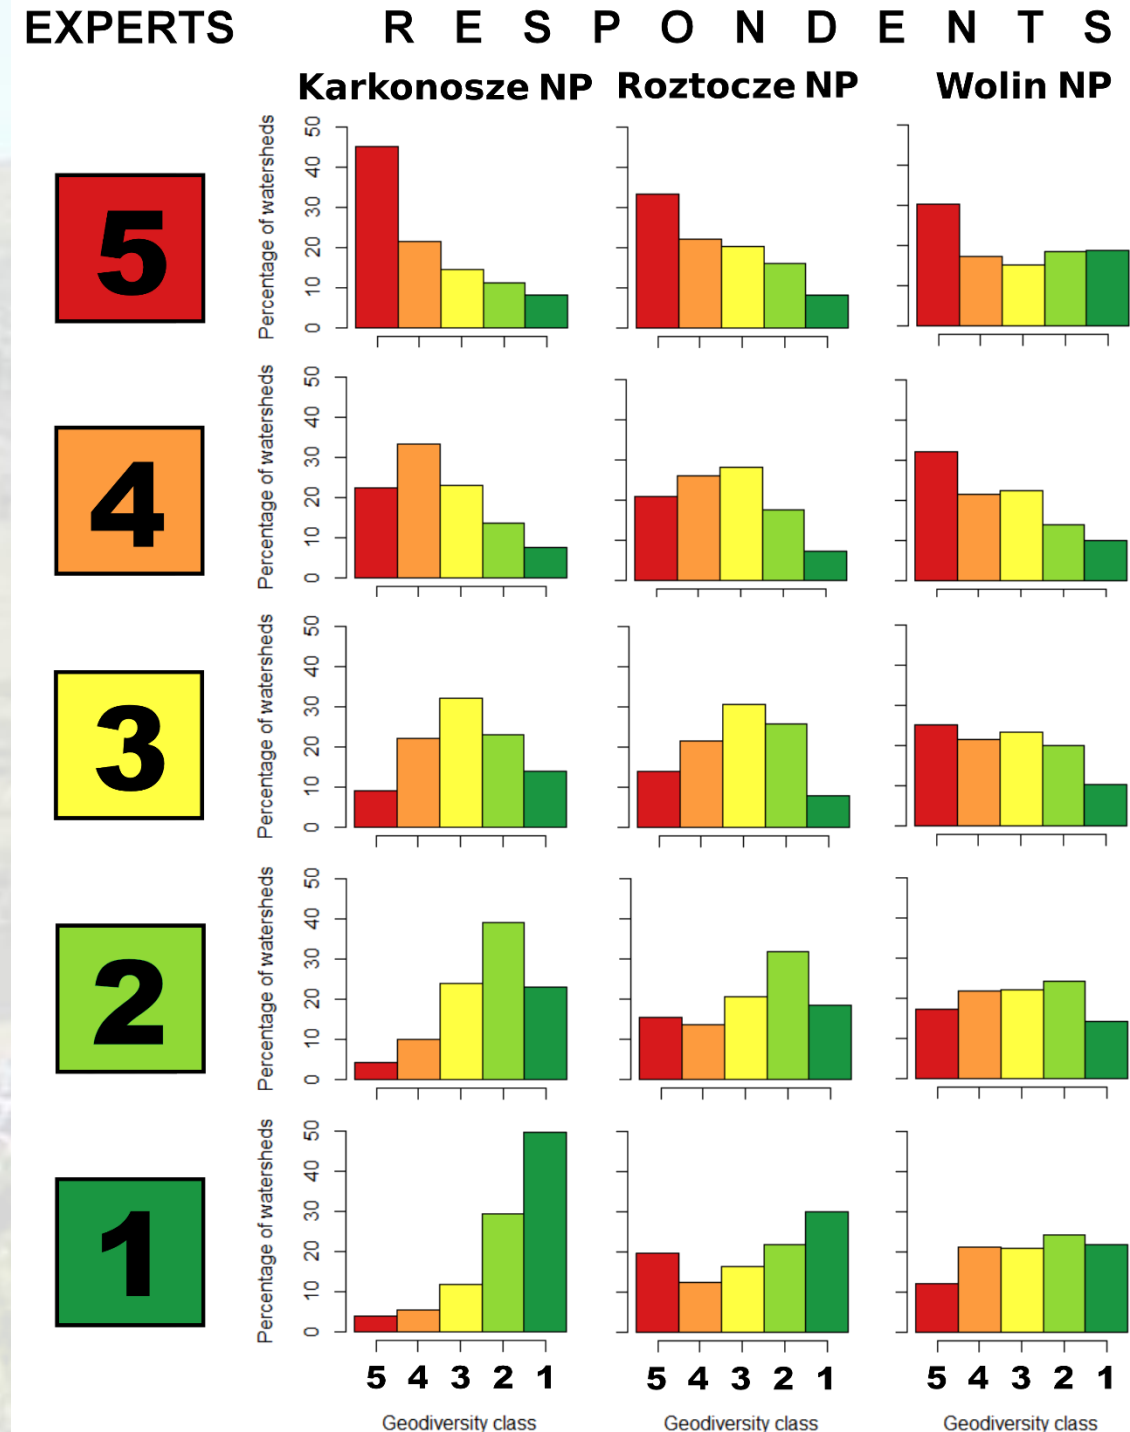 EXPERTS
R E S P O N D E N T S
Karkonosze NP
Roztocze NP
Wolin NP
5
Percentage of watersheds
0 10 20 30 40 50
4
Percentage of watersheds
0 10 20 30 40 50
3
Percentage of watersheds
0 10 20 30 40 50
2
Percentage of watersheds
0 10 20 30 40 50
1
Percentage of watersheds
0 10 20 30 40 50
5 4 3 2 1
5 4 3 2 1
5 4 3 2 1
Geodiversity class
Geodiversity class
Geodiversity class